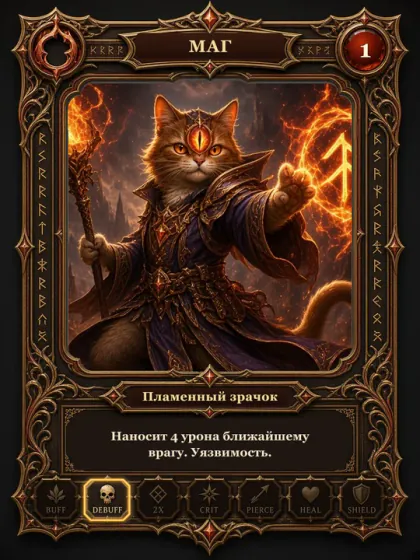 МАГ
1
Пламенный зрачок
Наносит 4 урона ближайшему
врагу. Уязвимость.
BUFF DEBUFF 2X CRIT PIERCE HEAL SHIELD